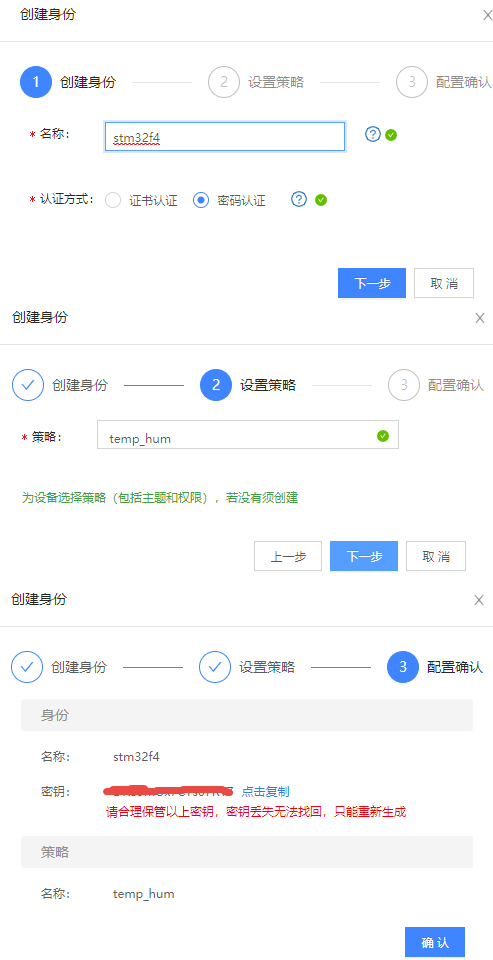 创建身份
1 创建身份 2 设置策略 3 配置确认
* 名称： stm32f4
* 认证方式： 证书认证 密码认证
下一步 取 消
创建身份
创建身份 2 设置策略 3 配置确认
* 策略： temp_hum
为设备选择策略（包括主题和权限），若没有须创建
上一步 下一步 取 消
创建身份
创建身份 设置策略 3 配置确认
身份
名称： stm32f4
密钥： 点击复制
请合理保管以上密钥，密钥丢失无法找回，只能重新生成
策略
名称： temp_hum
确 认